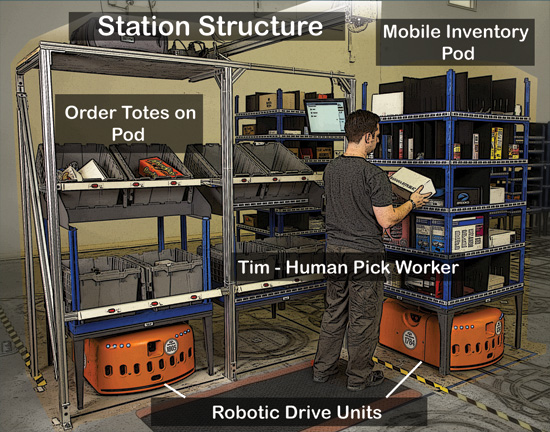 Station Structure
Mobile Inventory
Pod
Order Totes on
Pod
Tim - Human Pick Worker
Robotic Drive Units